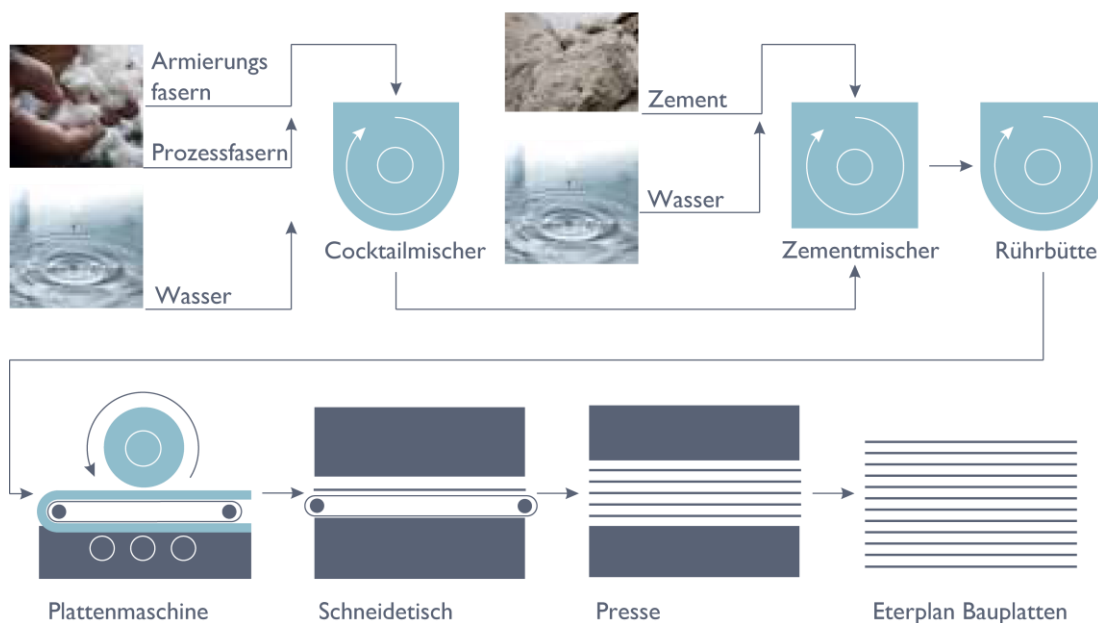 Armierungs
fasern
Prozessfasern
Wasser
Cocktailmischer
Zement
Wasser
Zementmischer
Rührbütte
Plattenmaschine
Schneidetisch
Presse
Eterplan Bauplatten